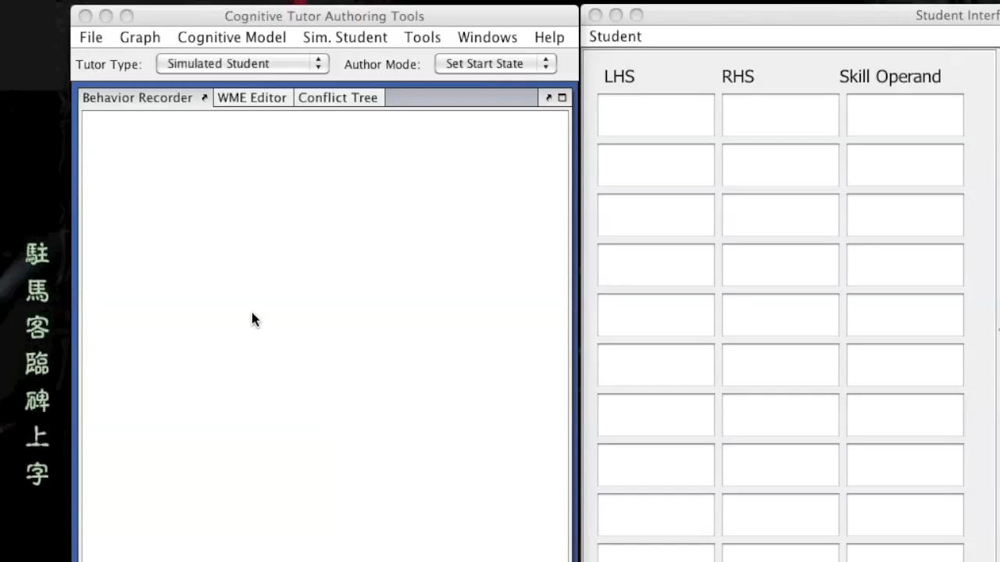 Cognitive Tutor Authoring Tools
File Graph Cognitive Model Sim. Student Tools Windows Help
Tutor Type: Simulated Student Author Mode: Set Start State
Behavior Recorder WME Editor Conflict Tree
Student Interf
Student
LHS RHS Skill Operand
駐馬客臨碑上字